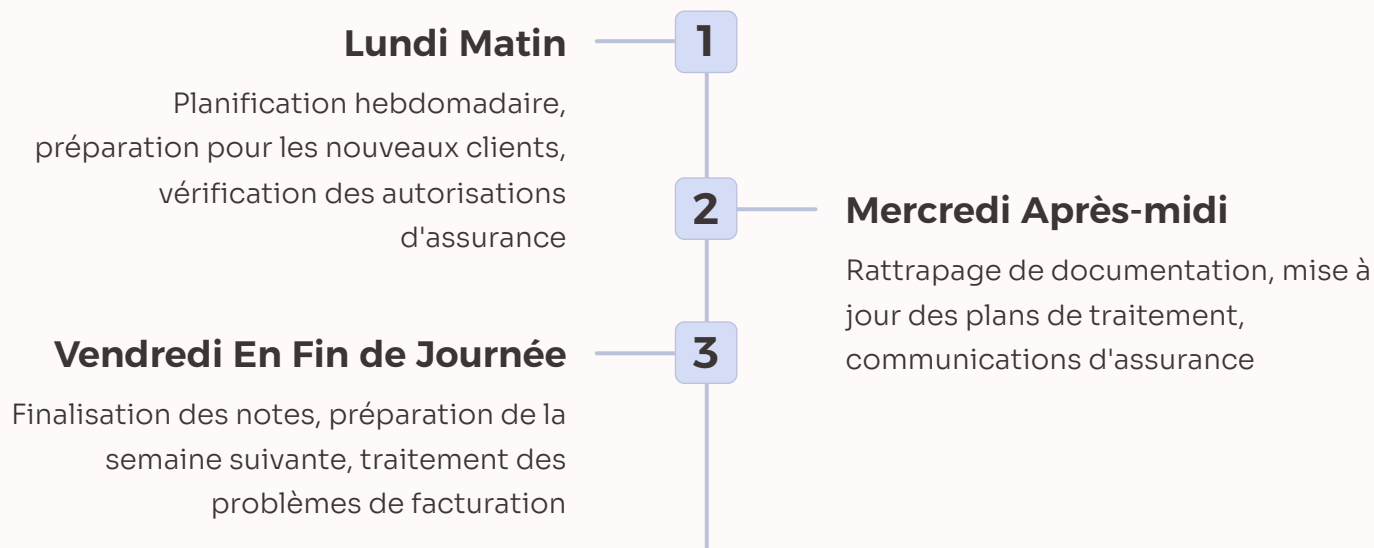 Lundi Matin
1
Planification hebdomadaire,
préparation pour les nouveaux clients,
vérification des autorisations
d'assurance
2
Mercredi Après-midi
Rattrapage de documentation, mise à
jour des plans de traitement,
communications d'assurance
Vendredi En Fin de Journée
3
Finalisation des notes, préparation de la
semaine suivante, traitement des
problèmes de facturation